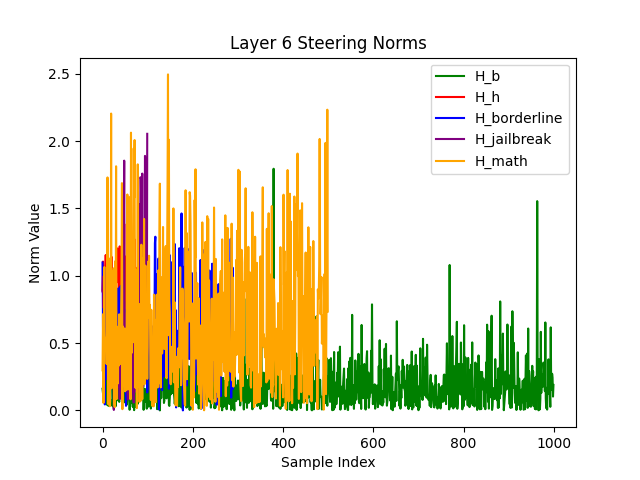 Layer 6 Steering Norms
2.5
2.0
1.5
1.0
0.5
0.0
Norm Value
H_b
H_h
H_borderline
H_jailbreak
H_math
0
200
400
600
800
1000
Sample Index